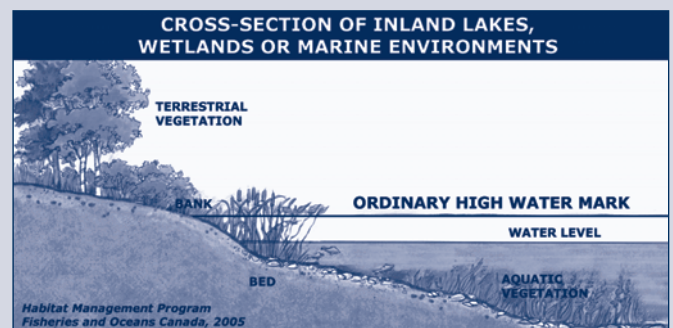 CROSS-SECTION OF INLAND LAKES,
WETLANDS OR MARINE ENVIRONMENTS
TERRESTRIAL
VEGETATION
BANK
ORDINARY HIGH WATER MARK
WATER LEVEL
BED
AQUATIC
VEGETATION
Habitat Management Program
Fisheries and Oceans Canada, 2005